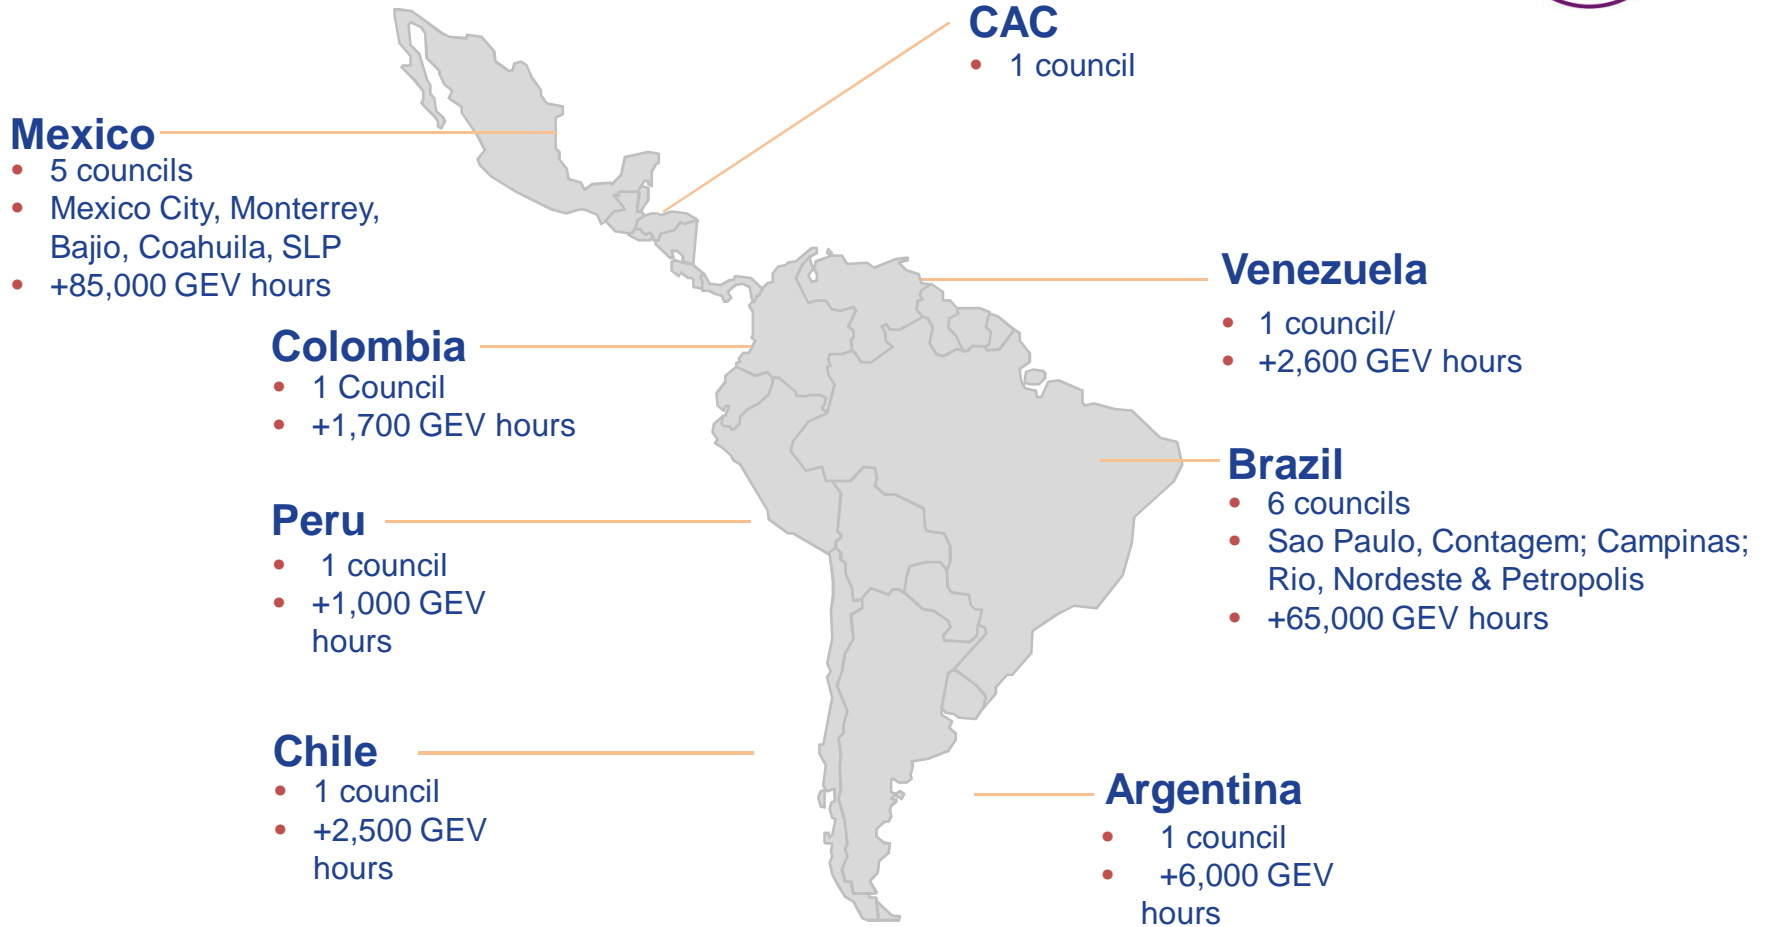 CAC
• 1 council
Mexico
• 5 councils
• Mexico City, Monterrey,
Bajio, Coahuila, SLP
• +85,000 GEV hours
Venezuela
• 1 council/
• +2,600 GEV hours
Colombia
• 1 Council
• +1,700 GEV hours
Brazil
• 6 councils
• Sao Paulo, Contagem; Campinas;
Rio, Nordeste & Petropolis
• +65,000 GEV hours
Peru
• 1 council
• +1,000 GEV
hours
Chile
• 1 council
• +2,500 GEV
hours
Argentina
• 1 council
• +6,000 GEV
hours